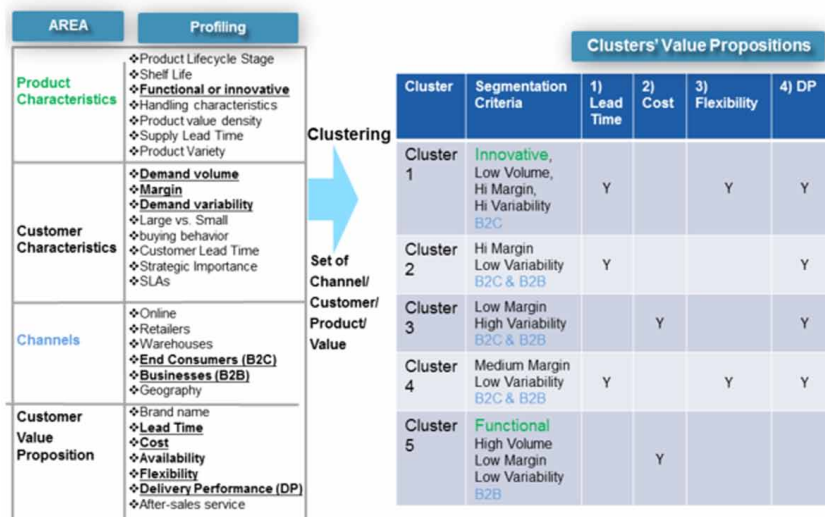 AREA
Profiling
Product
Characteristics
❖Product Lifecycle Stage
❖Shelf Life
❖Functional or innovative
❖Handling characteristics
❖Product value density
❖Supply Lead Time
❖Product Variety
Customer
Characteristics
❖Demand volume
❖Margin
❖Demand variability
❖Large vs. Small
❖buying behavior
❖Customer Lead Time
❖Strategic Importance
❖SLAs
Channels
❖Online
❖Retailers
❖Warehouses
❖End Consumers (B2C)
❖Businesses (B2B)
❖Geography
Customer
Value
Proposition
❖Brand name
❖Lead Time
❖Cost
❖Availability
❖Flexibility
❖Delivery Performance (DP)
❖After-sales service
Clustering
Set of
Channel/
Customer/
Product/
Value
Clusters' Value Propositions
Cluster
Segmentation
Criteria
1)
Lead
Time
2)
Cost
3)
Flexibility
4) DP
Cluster
1
Innovative,
Low Volume,
Hi Margin,
Hi Variability
B2C
Y
Y
Y
Cluster
2
Hi Margin
Low Variability
B2C & B2B
Y
Y
Cluster
3
Low Margin
High Variability
B2C & B2B
Y
Y
Cluster
4
Medium Margin
Low Variability
B2C & B2B
Y
Y
Y
Cluster
5
Functional
High Volume
Low Margin
Low Variability
B2B
Y